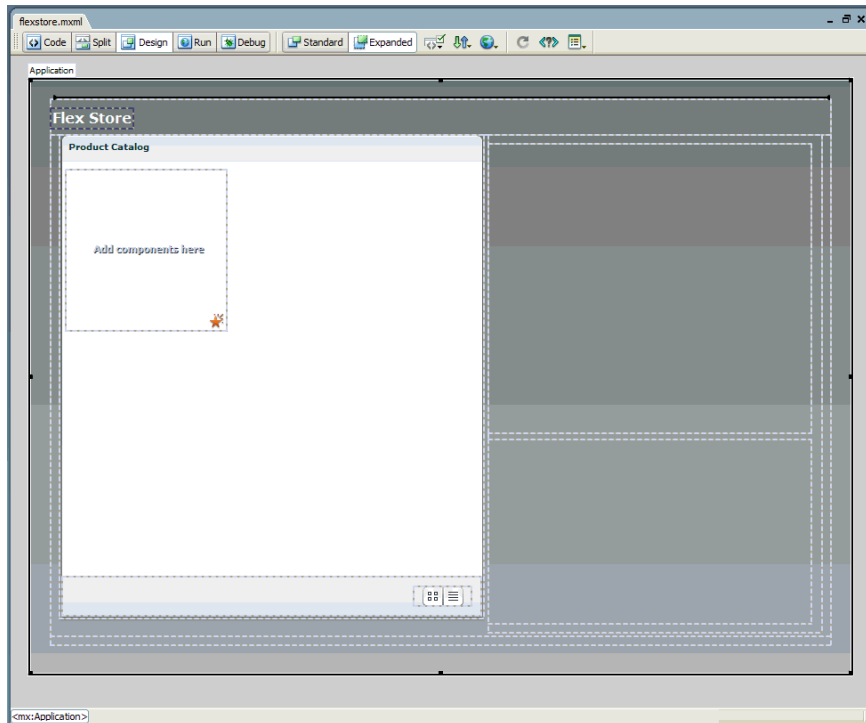 flexstore.mxml
Code Split Design Run Debug Standard Expanded
Application
Flex Store
Product Catalog
Add components here
<mx:Application>